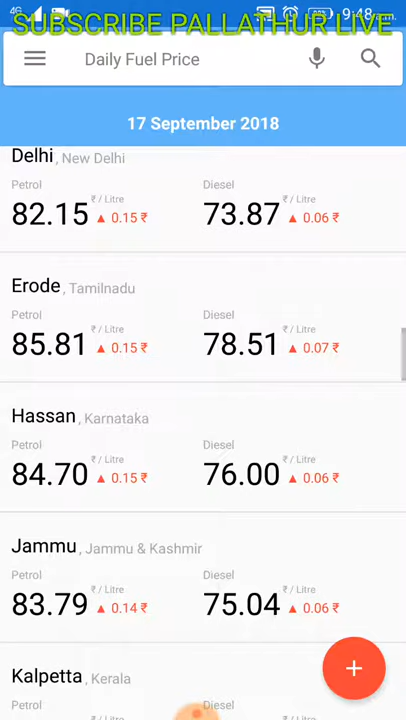 4G 9:48 a.m.
SUBSCRIBE PALLATHUR LIVE
Daily Fuel Price
17 September 2018
Delhi, New Delhi
Petrol Diesel
82.15 ₹ / Litre ▲ 0.15 ₹ 73.87 ₹ / Litre ▲ 0.06 ₹
Erode, Tamilnadu
Petrol Diesel
85.81 ₹ / Litre ▲ 0.15 ₹ 78.51 ₹ / Litre ▲ 0.07 ₹
Hassan, Karnataka
Petrol Diesel
84.70 ₹ / Litre ▲ 0.15 ₹ 76.00 ₹ / Litre ▲ 0.06 ₹
Jammu, Jammu & Kashmir
Petrol Diesel
83.79 ₹ / Litre ▲ 0.14 ₹ 75.04 ₹ / Litre ▲ 0.06 ₹
Kalpetta, Kerala
Petrol Diesel
₹ / Litre ₹ / Litre